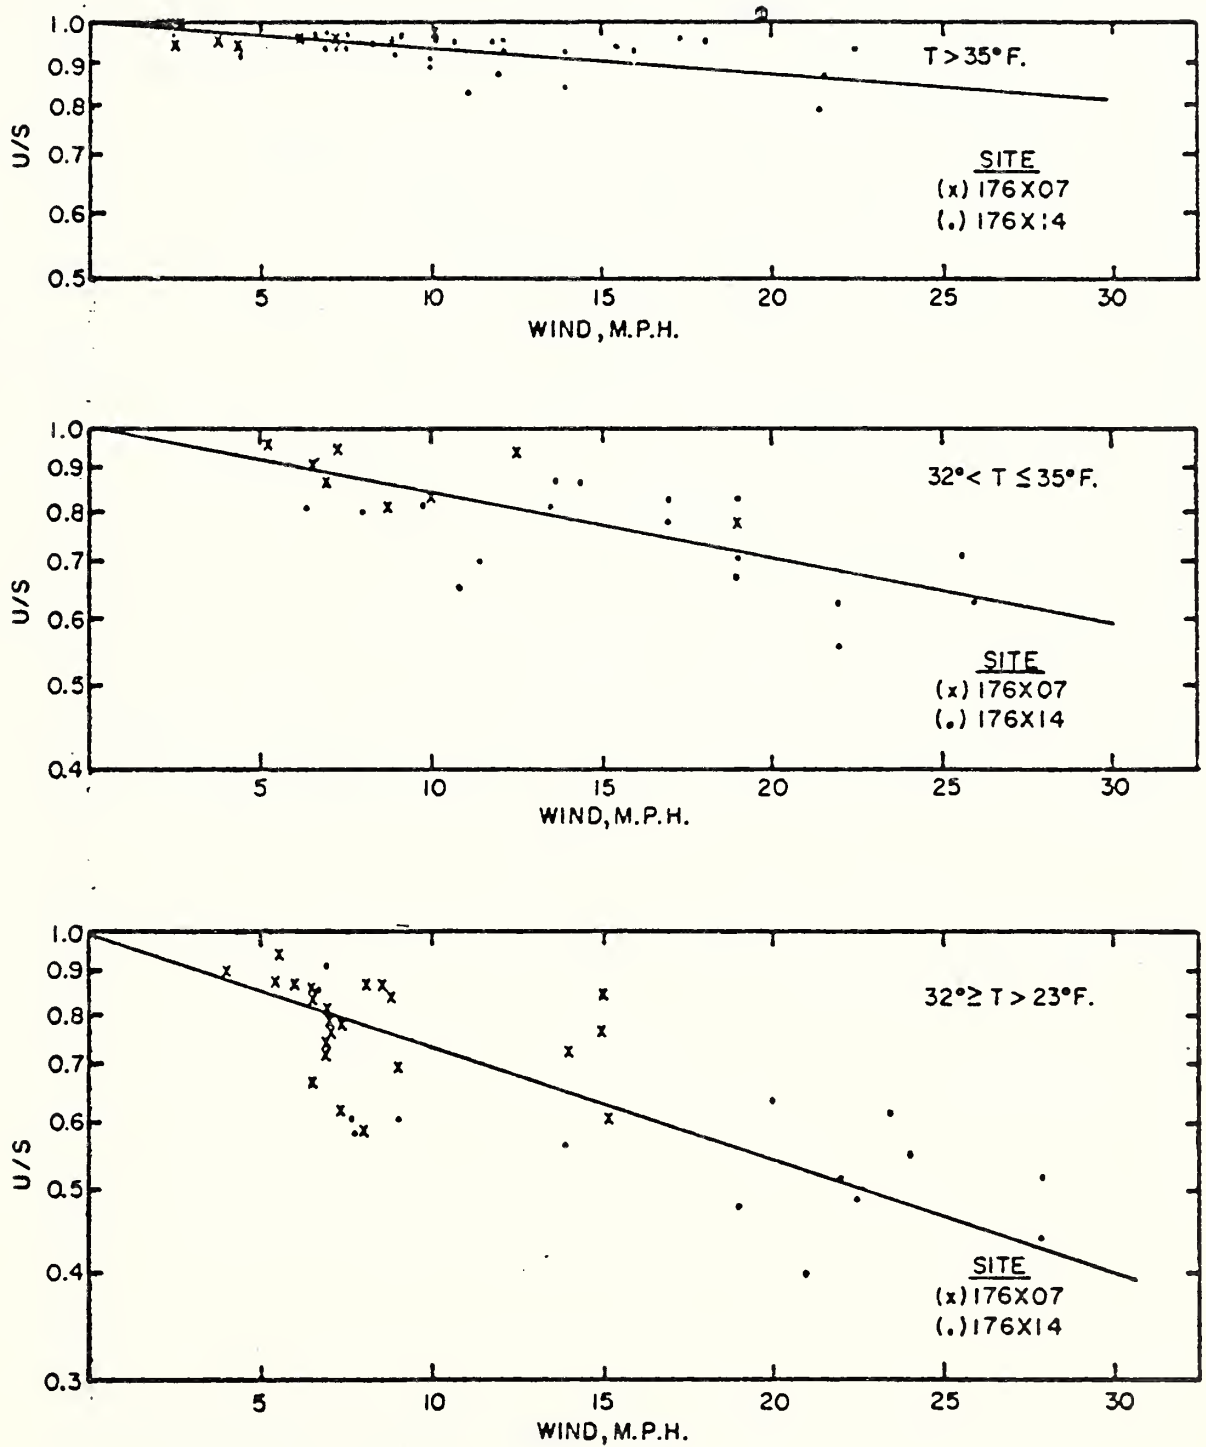 1.0
0.9
0.8
0.7
0.6
0.5
U/S
T > 35° F.
SITE
(x) 176X07
(.) 176X14
5 10 15 20 25 30
WIND, M.P.H.
1.0
0.9
0.8
0.7
0.6
0.5
0.4
U/S
32° < T ≤ 35° F.
SITE
(x) 176X07
(.) 176X14
5 10 15 20 25 30
WIND, M.P.H.
1.0
0.9
0.8
0.7
0.6
0.5
0.4
0.3
U/S
32° ≥ T > 23° F.
SITE
(x) 176X07
(.) 176X14
5 10 15 20 25 30
WIND, M.P.H.